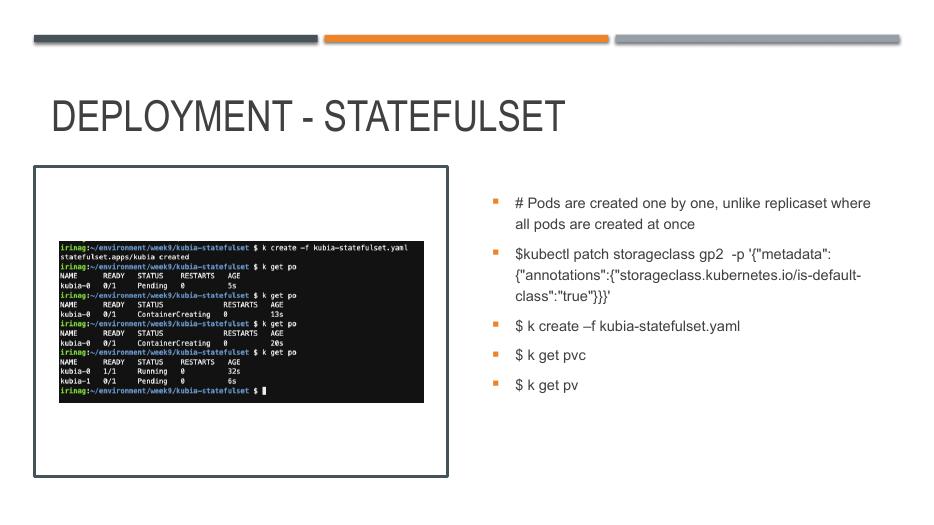 DEPLOYMENT - STATEFULSET
irinag:~/environment/week9/kubia-statefulset $ k create -f kubia-statefulset.yaml
statefulset.apps/kubia created
irinag:~/environment/week9/kubia-statefulset $ k get po
NAME READY STATUS RESTARTS AGE
kubia-0 0/1 Pending 0 5s
irinag:~/environment/week9/kubia-statefulset $ k get po
NAME READY STATUS RESTARTS AGE
kubia-0 0/1 ContainerCreating 0 13s
irinag:~/environment/week9/kubia-statefulset $ k get po
NAME READY STATUS RESTARTS AGE
kubia-0 0/1 ContainerCreating 0 20s
irinag:~/environment/week9/kubia-statefulset $ k get po
NAME READY STATUS RESTARTS AGE
kubia-0 1/1 Running 0 32s
kubia-1 0/1 Pending 0 6s
irinag:~/environment/week9/kubia-statefulset $
# Pods are created one by one, unlike replicaset where
all pods are created at once
$kubectl patch storageclass gp2 -p '{"metadata":
{"annotations":{"storageclass.kubernetes.io/is-default-
class":"true"}}}'
$ k create –f kubia-statefulset.yaml
$ k get pvc
$ k get pv